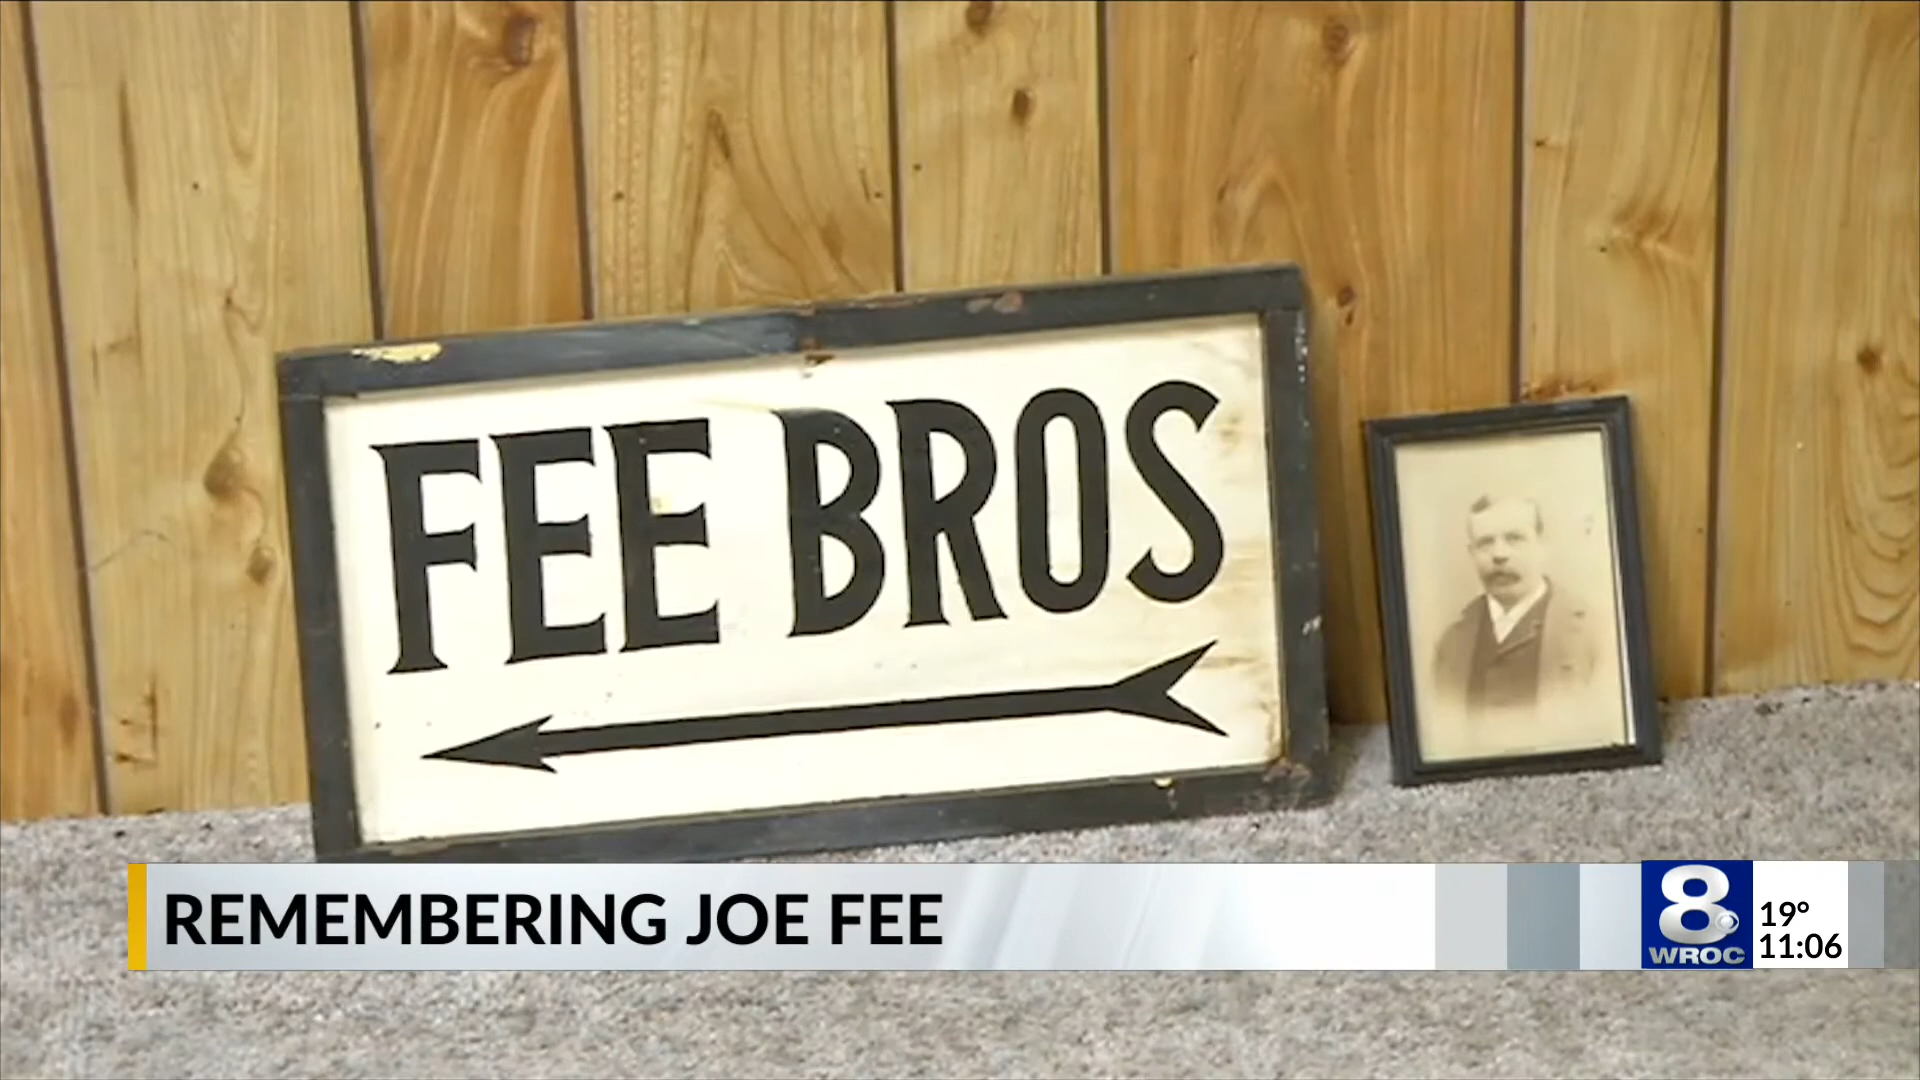 FEE BROS
REMEMBERING JOE FEE
8
WROC
19°
11:06